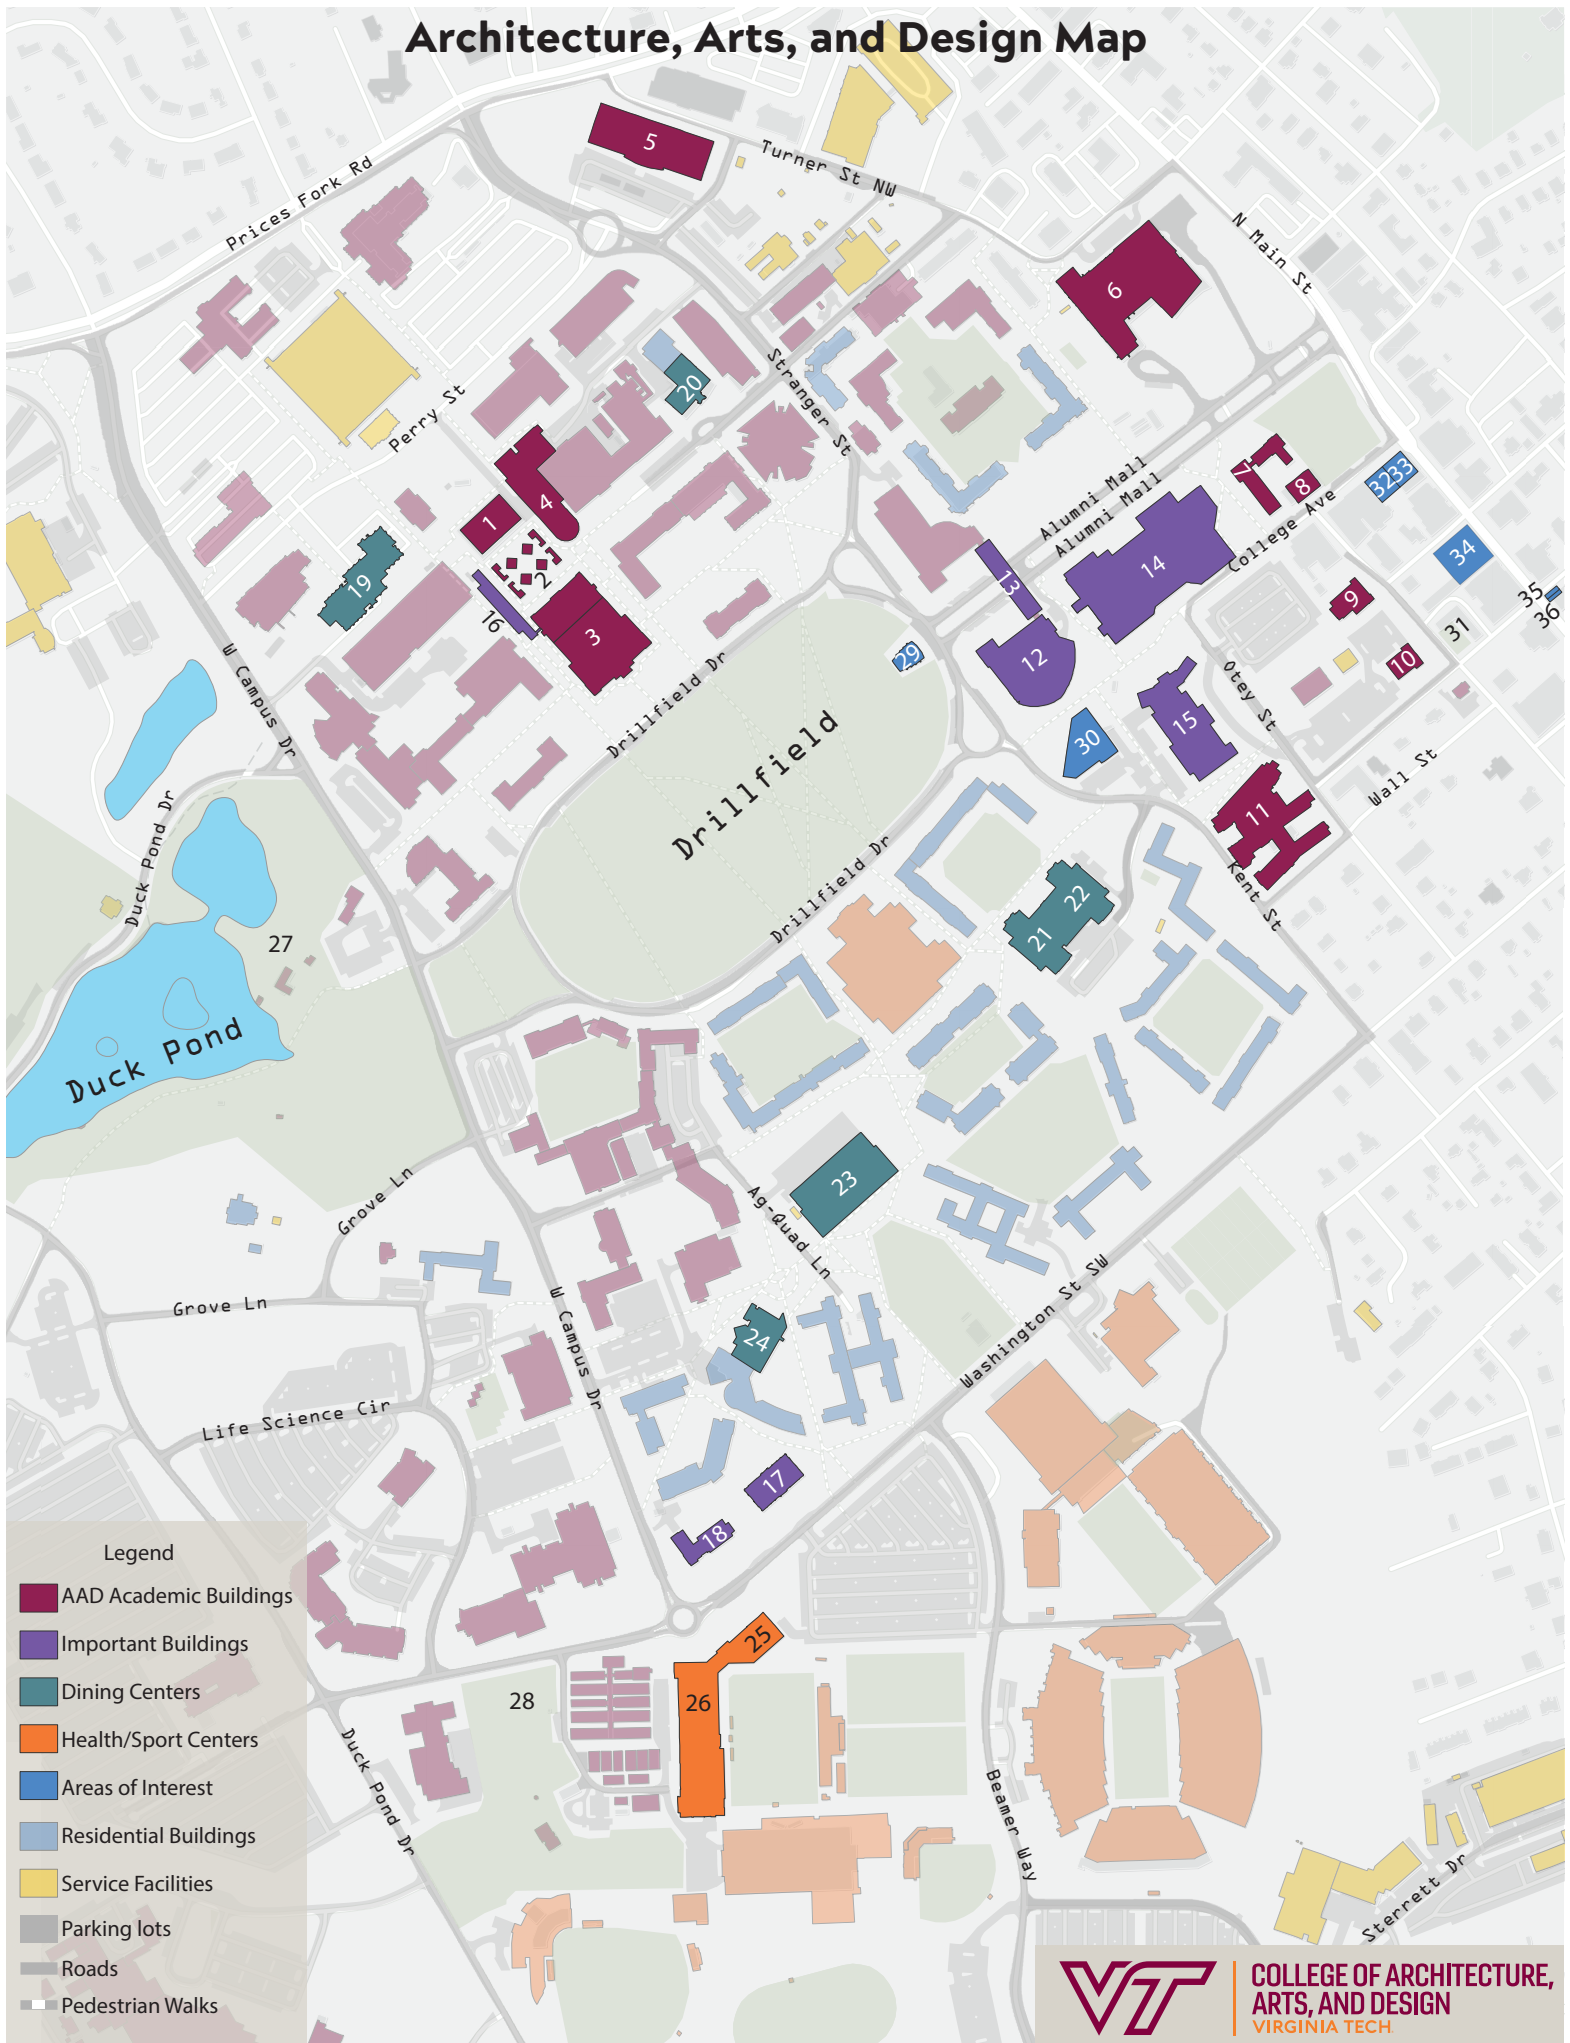 Architecture, Arts, and Design Map
5
Turner St NW
Prices Fork Rd
N Main St
6
Stranger St
20
Perry St
Alumni Mall
Alumni Mall
7
8
3233
4
1
College Ave
34
14
2
19
13
35
36
9
16
3
31
29
12
10
W Campus Dr
Drillfield Dr
Otey St
15
30
Drillfield
Wall St
Duck Pond Dr
11
Drillfield Dr
Kent St
22
21
27
Duck Pond
Grove Ln
23
Ag-Quad Ln
Washington St SW
Grove Ln
W Campus Dr
24
Life Science Cir
17
18
25
26
28
Duck Pond Dr
Beamer Way
Sterrett Dr
Legend
AAD Academic Buildings
Important Buildings
Dining Centers
Health/Sport Centers
Areas of Interest
Residential Buildings
Service Facilities
Parking lots
Roads
Pedestrian Walks
VT
COLLEGE OF ARCHITECTURE,
ARTS, AND DESIGN
VIRGINIA TECH